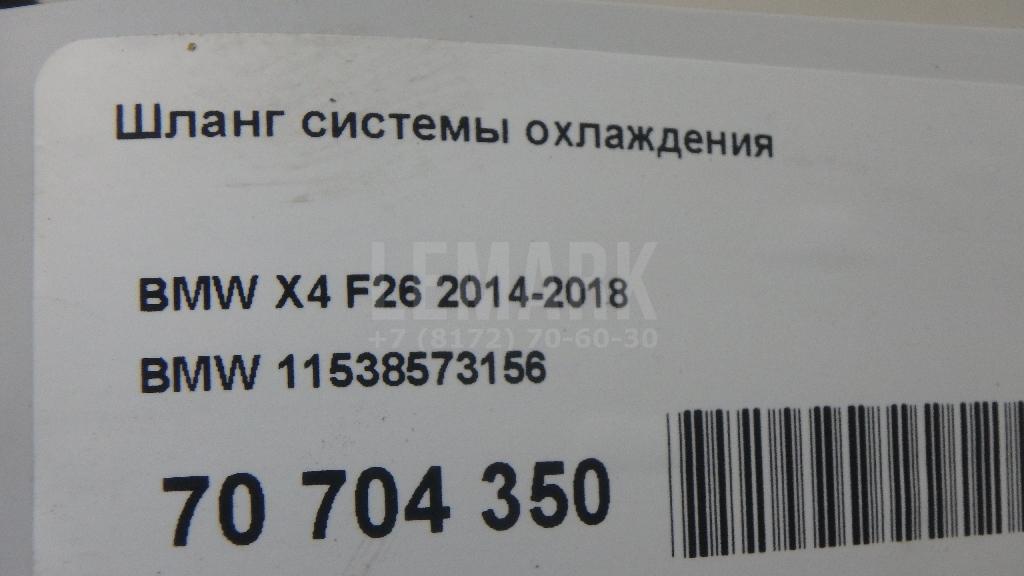 Шланг системы охлаждения
BMW X4 F26 2014-2018
LEMARK
+7 (8172) 70-60-30
BMW 11538573156
70 704 350